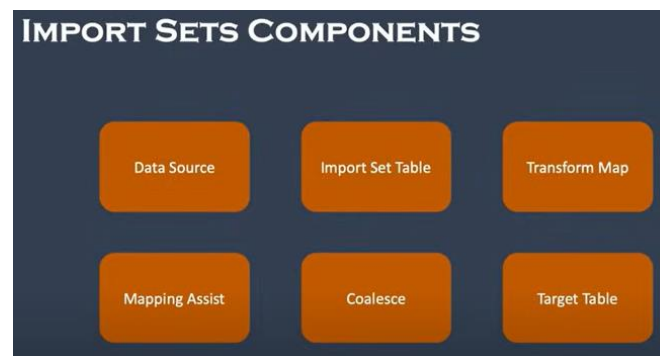 IMPORT SETS COMPONENTS
Data Source
Import Set Table
Transform Map
Mapping Assist
Coalesce
Target Table